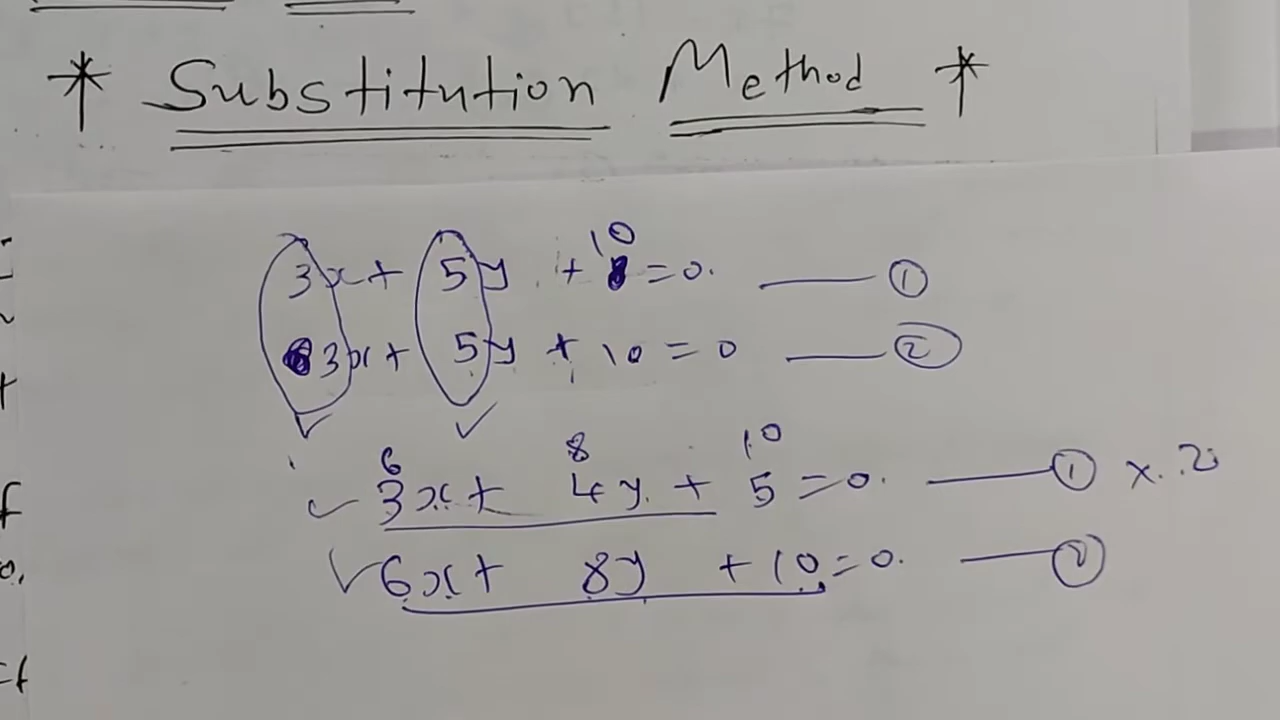 * Substitution Method *
10
3x + 5y + 8 = 0. — ①
3x + 5y + 10 = 0 — ②
6 8 10
3x + 4y + 5 = 0. — ① x. 2
6x + 8y + 10 = 0. — ②